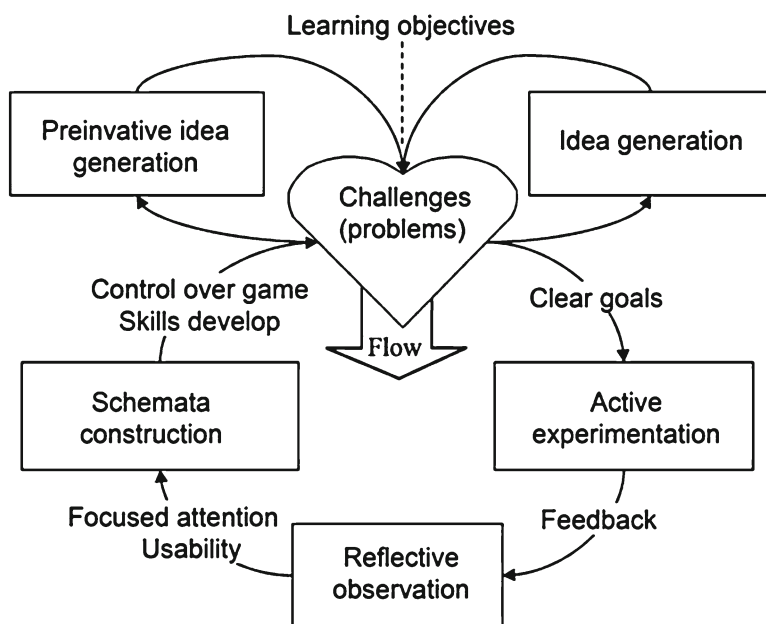 Learning objectives
Preinvative idea
generation
Idea generation
Challenges
(problems)
Control over game
Skills develop
Clear goals
Flow
Schemata
construction
Active
experimentation
Focused attention
Usability
Feedback
Reflective
observation